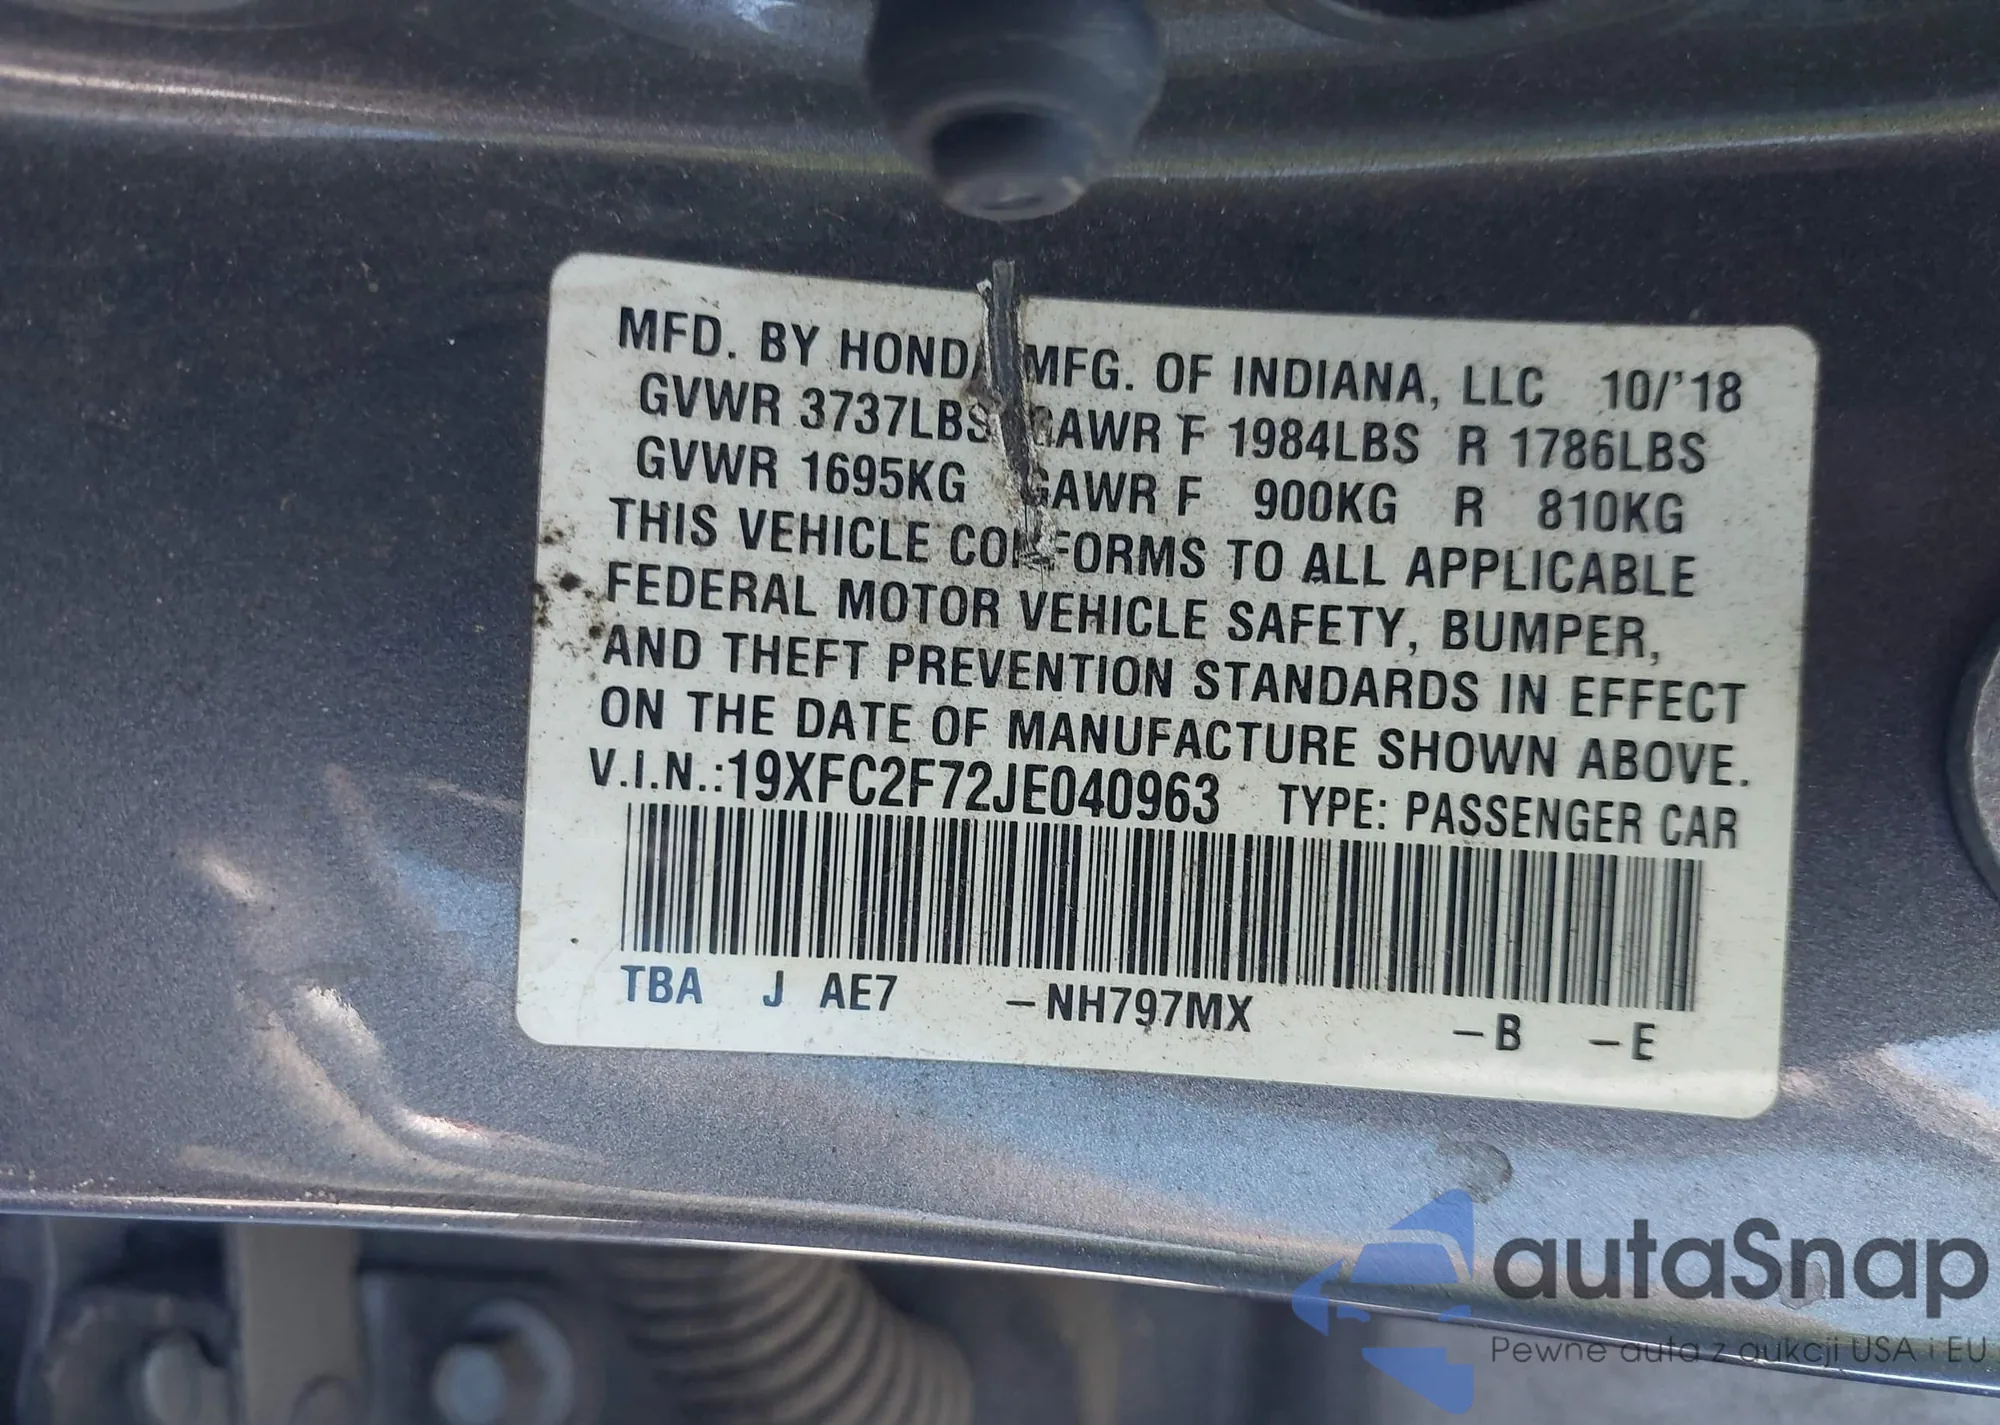 MFD. BY HONDA MFG. OF INDIANA, LLC 10/'18
GVWR 3737LBS GAWR F 1984LBS R 1786LBS
GVWR 1695KG GAWR F 900KG R 810KG
THIS VEHICLE CONFORMS TO ALL APPLICABLE
FEDERAL MOTOR VEHICLE SAFETY, BUMPER,
AND THEFT PREVENTION STANDARDS IN EFFECT
ON THE DATE OF MANUFACTURE SHOWN ABOVE.
V.I.N.:19XFC2F72JE040963 TYPE: PASSENGER CAR
TBA J AE7 –NH797MX –B –E
autaSnap
Pewne auta z aukcji USA i EU